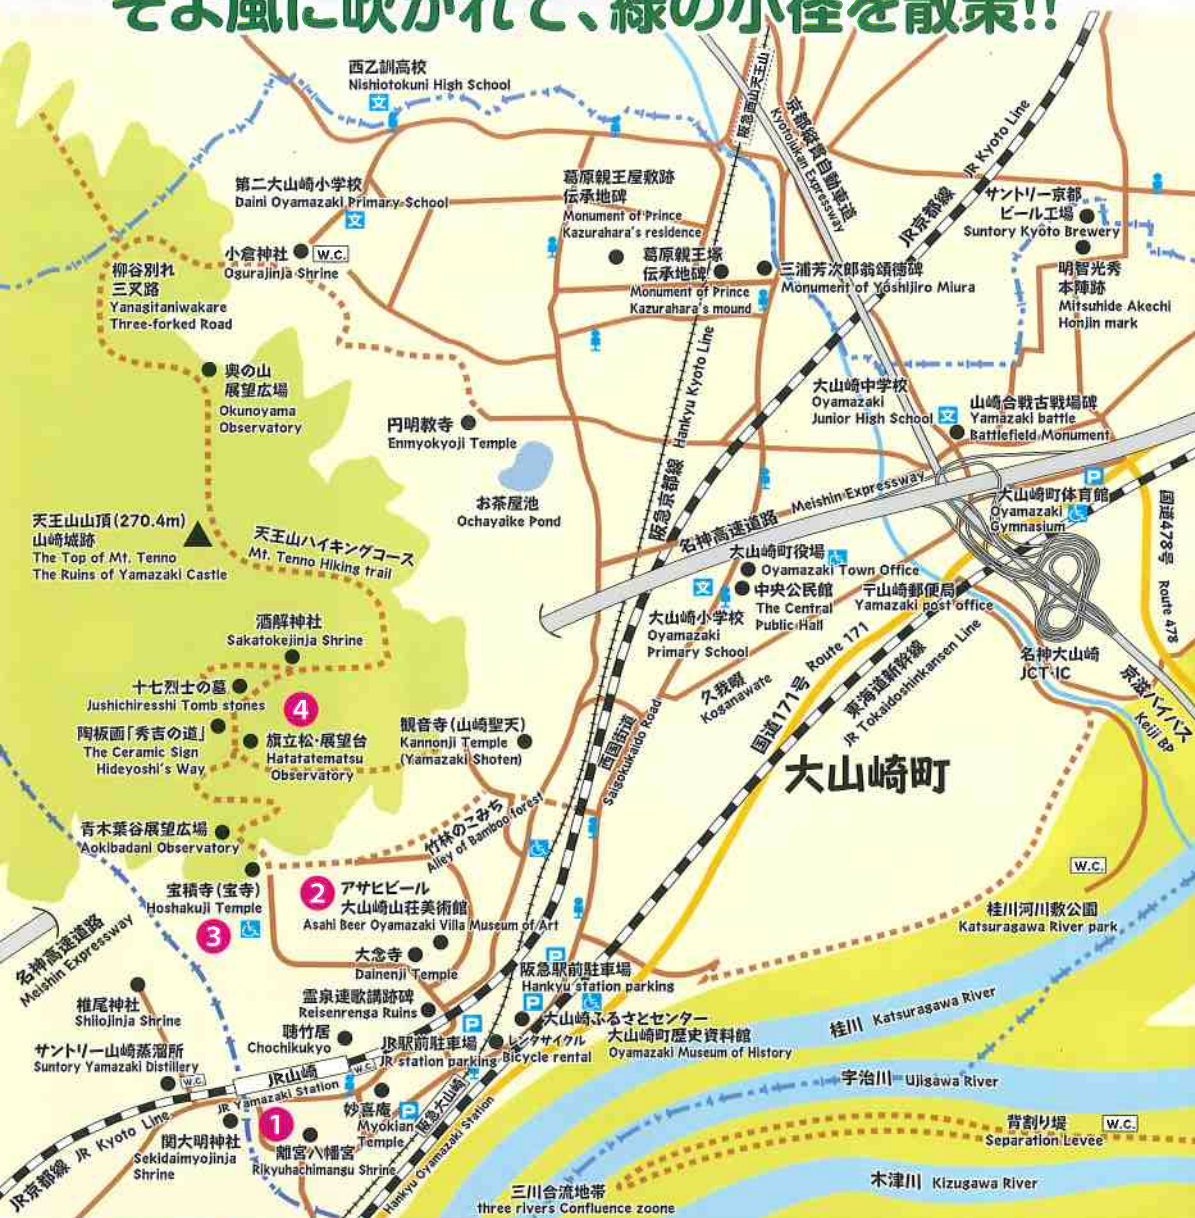 そよ風に吹かれて、緑の小径を散策!!
西乙訓高校
Nishiotokuni High School
文
阪急西山天王山
京都縦貫自動車道
Kyotojukan Expressway
JR京都線
JR Kyoto Line
第二大山崎小学校
Daini Oyamazaki Primary School
文
葛原親王屋敷跡
伝承地碑
Monument of Prince
Kazurahara's residence
サントリー京都
ビール工場
Suntory Kyoto Brewery
小倉神社
W.C.
Ogurajinja Shrine
葛原親王塚
伝承地碑
Monument of Prince
Kazurahara's mound
三浦芳次郎翁頌徳碑
Monument of Yoshijiro Miura
明智光秀
本陣跡
Mitsuhide Akechi
Honjin mark
柳谷別れ
三叉路
Yanagitaniwakare
Three-forked Road
奥の山
展望広場
Okunoyama
Observatory
円明教寺
Enmyokyoji Temple
阪急京都線
Hankyu Kyoto Line
大山崎中学校
Oyamazaki
Junior High School
文
山崎合戦古戦場碑
Yamazaki battle
Battlefield Monument
お茶屋池
Ochayaike Pond
名神高速道路
Meishin Expressway
P
大山崎町体育館
Oyamazaki
Gymnasium
国道478号
Route 478
天王山山頂(270.4m)
山崎城跡
The Top of Mt. Tenno
The Ruins of Yamazaki Castle
天王山ハイキングコース
Mt. Tenno Hiking trail
大山崎町役場
Oyamazaki Town Office
文
中央公民館
The Central
Public Hall
〒山崎郵便局
Yamazaki post office
大山崎小学校
Oyamazaki
Primary School
酒解神社
Sakatokejinja Shrine
名神大山崎
JCT・IC
京滋バイパス
Keiji BP
久我畷
Koganawate
国道171号
Route 171
東海道新幹線
JR Tokaidoshinkansen Line
十七烈士の墓
Jushichiresshi Tomb stones
4
陶板画「秀吉の道」
The Ceramic Sign
Hideyoshi's Way
旗立松・展望台
Hatatatematsu
Observatory
観音寺(山崎聖天)
Kannonji Temple
(Yamazaki Shoten)
西国街道
Saigokukaido Road
大山崎町
青木葉谷展望広場
Aokibadani Observatory
竹林のこみち
Alley of Bamboo forest
宝積寺(宝寺)
Hoshakuji Temple
3
2
アサヒビール
大山崎山荘美術館
Asahi Beer Oyamazaki Villa Museum of Art
W.C.
桂川河川敷公園
Katsuragawa River park
名神高速道路
Meishin Expressway
大念寺
Dainenji Temple
P
阪急駅前駐車場
Hankyu station parking
椎尾神社
Shiiojinja Shrine
霊泉連歌講跡碑
Reisenrenga Ruins
P
大山崎ふるさとセンター
大山崎町歴史資料館
Oyamazaki Museum of History
桂川 Katsuragawa River
聴竹居
Chochikukyo
P
JR駅前駐車場
JR station parking
レンタサイクル
Bicycle rental
サントリー山崎蒸溜所
Suntory Yamazaki Distillery
W.C.
JR山崎
JR Yamazaki Station
W.C.
宇治川 Ujigawa River
妙喜庵
Myokian
Temple
P
阪急大山崎
Hankyu Oyamazaki Station
JR京都線 JR Kyoto Line
1
関大明神社
Sekidaimyojinja
Shrine
離宮八幡宮
Rikyuhachimangu Shrine
背割り堤
Separation Levee
W.C.
木津川 Kizugawa River
三川合流地帯
three rivers Confluence zoone